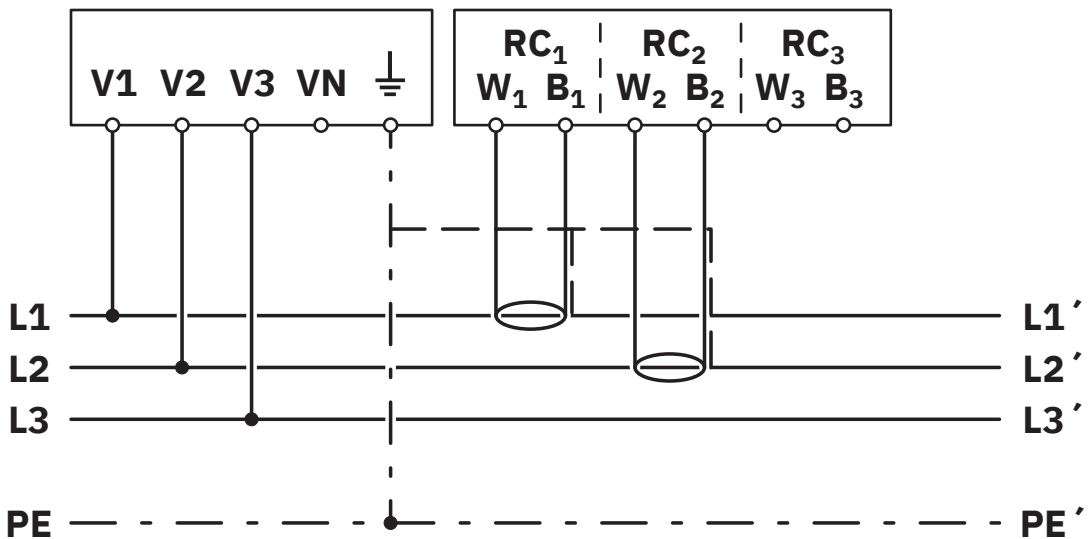 V1 V2 V3 VN
RC₁ RC₂ RC₃
W₁ B₁ W₂ B₂ W₃ B₃
L1 L1´
L2 L2´
L3 L3´
PE PE´